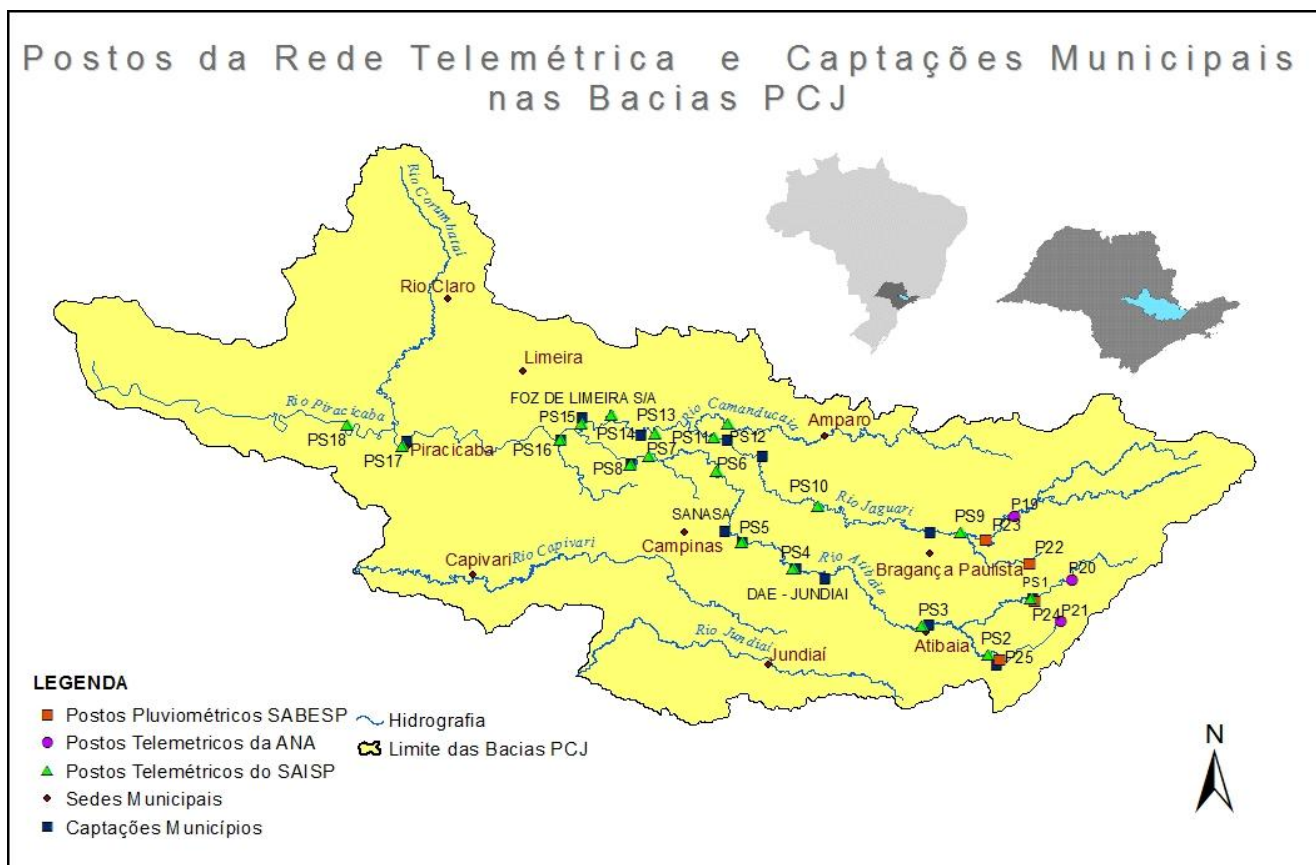 Postos da Rede Telemétrica e Captações Municipais
nas Bacias PCJ
Rio Corumbataí
Rio Claro
Limeira
FOZ DE LIMEIRA S/A
Rio Piracicaba
PS15
PS13
Rio Camanducaia
PS18
PS14
PS11
PS12
Amparo
PS17
Piracicaba
PS16
PS8
PS7
PS6
PS10
Rio Jaguari
P19
PS9
P23
SANASA
PS5
Campinas
Capivari
Rio Capivari
PS4
Rio Atibaia
Bragança Paulista
P22
P20
DAE - JUNDIAI
PS1
PS3
P24
P21
Atibaia
Rio Jundiaí
Jundiaí
PS2
P25
LEGENDA
Postos Pluviométricos SABESP
Hidrografia
Postos Telemetricos da ANA
Limite das Bacias PCJ
Postos Telemétricos do SAISP
Sedes Municipais
Captações Municípios
N